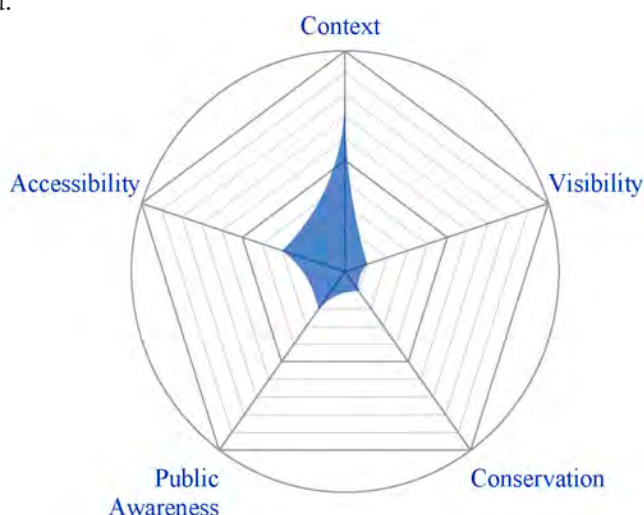 Context
Accessibility
Visibility
Public
Awareness
Conservation